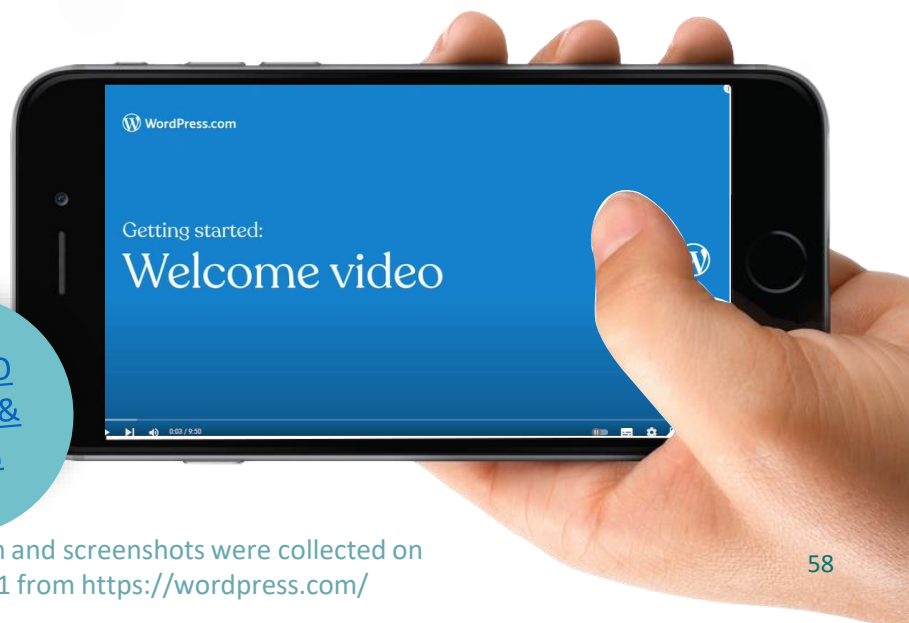 WordPress.com
Getting started:
Welcome video
0:03 / 9:50
&
and screenshots were collected on
1 from https://wordpress.com/
58